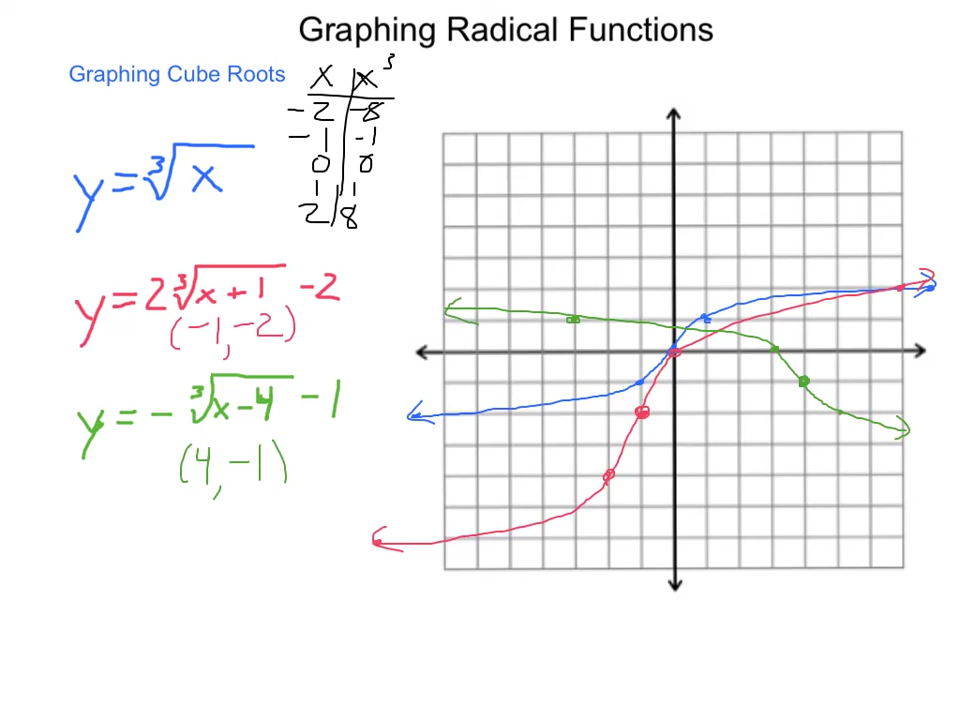 Graphing Radical Functions
Graphing Cube Roots
x | x³
-2 | -8
-1 | -1
0 | 0
1 | 1
2 | 8
y = ∛x
y = 2∛x + 1 - 2
(-1, -2)
y = - ∛x - 4 - 1
(4, -1)